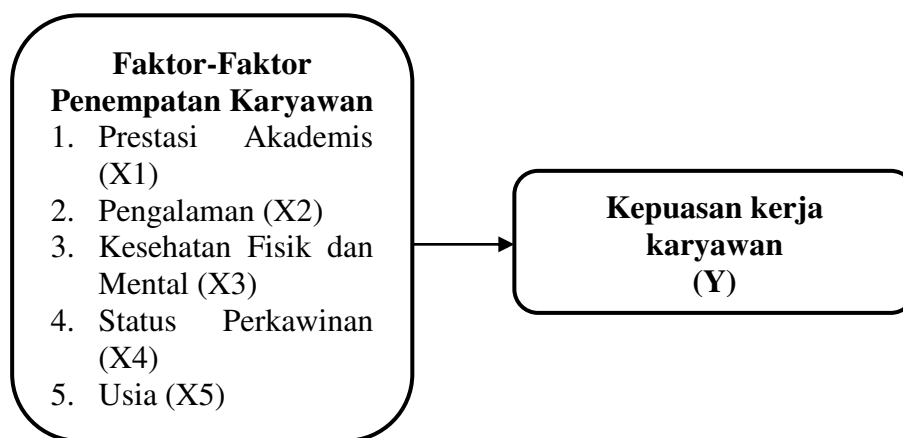 Faktor-Faktor
Penempatan Karyawan
1. Prestasi Akademis
(X1)
2. Pengalaman (X2)
3. Kesehatan Fisik dan
Mental (X3)
4. Status Perkawinan
(X4)
5. Usia (X5)
Kepuasan kerja
karyawan
(Y)